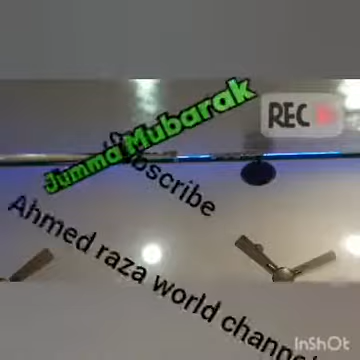 Jumma Mubarak
REC
Subscribe
Ahmed raza world channel
InShOt